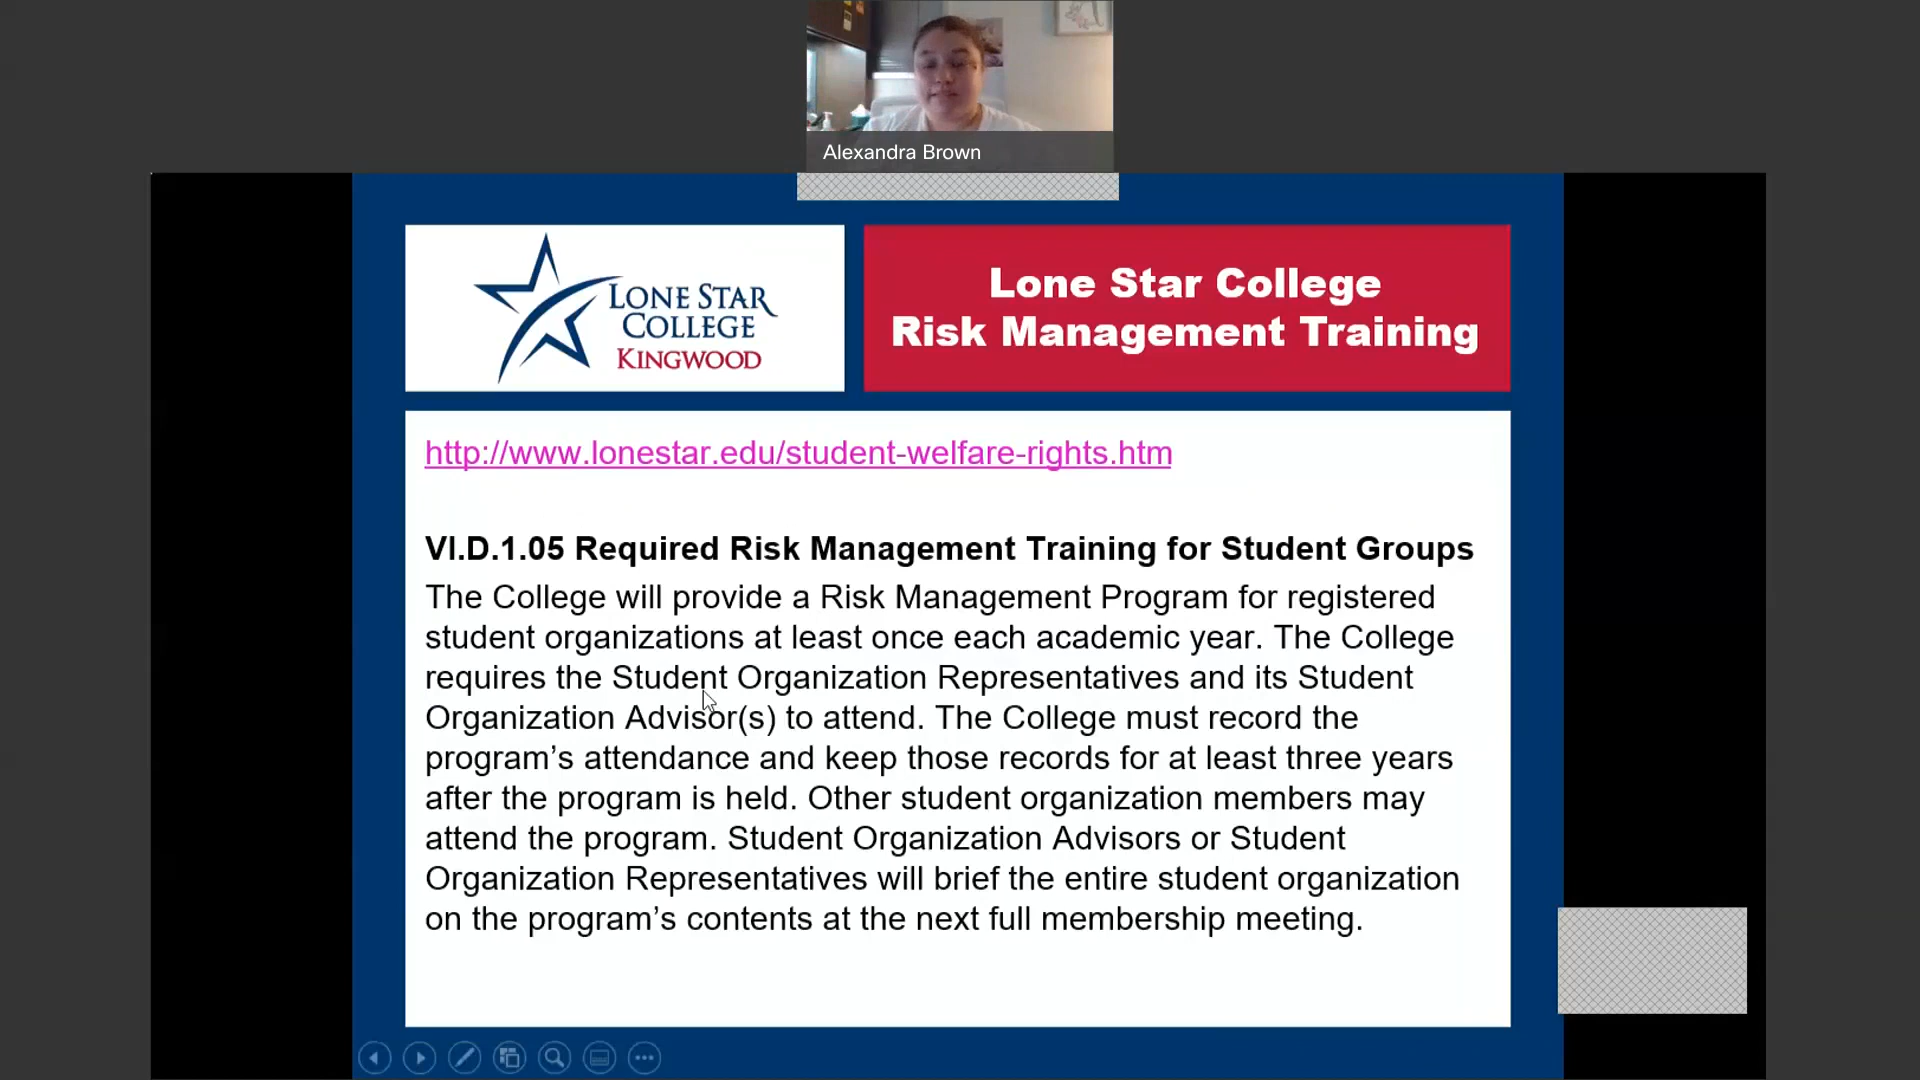 Alexandra Brown
LONE STAR
COLLEGE
KINGWOOD
Lone Star College
Risk Management Training
http://www.lonestar.edu/student-welfare-rights.htm
VI.D.1.05 Required Risk Management Training for Student Groups
The College will provide a Risk Management Program for registered
student organizations at least once each academic year. The College
requires the Student Organization Representatives and its Student
Organization Advisor(s) to attend. The College must record the
program’s attendance and keep those records for at least three years
after the program is held. Other student organization members may
attend the program. Student Organization Advisors or Student
Organization Representatives will brief the entire student organization
on the program’s contents at the next full membership meeting.